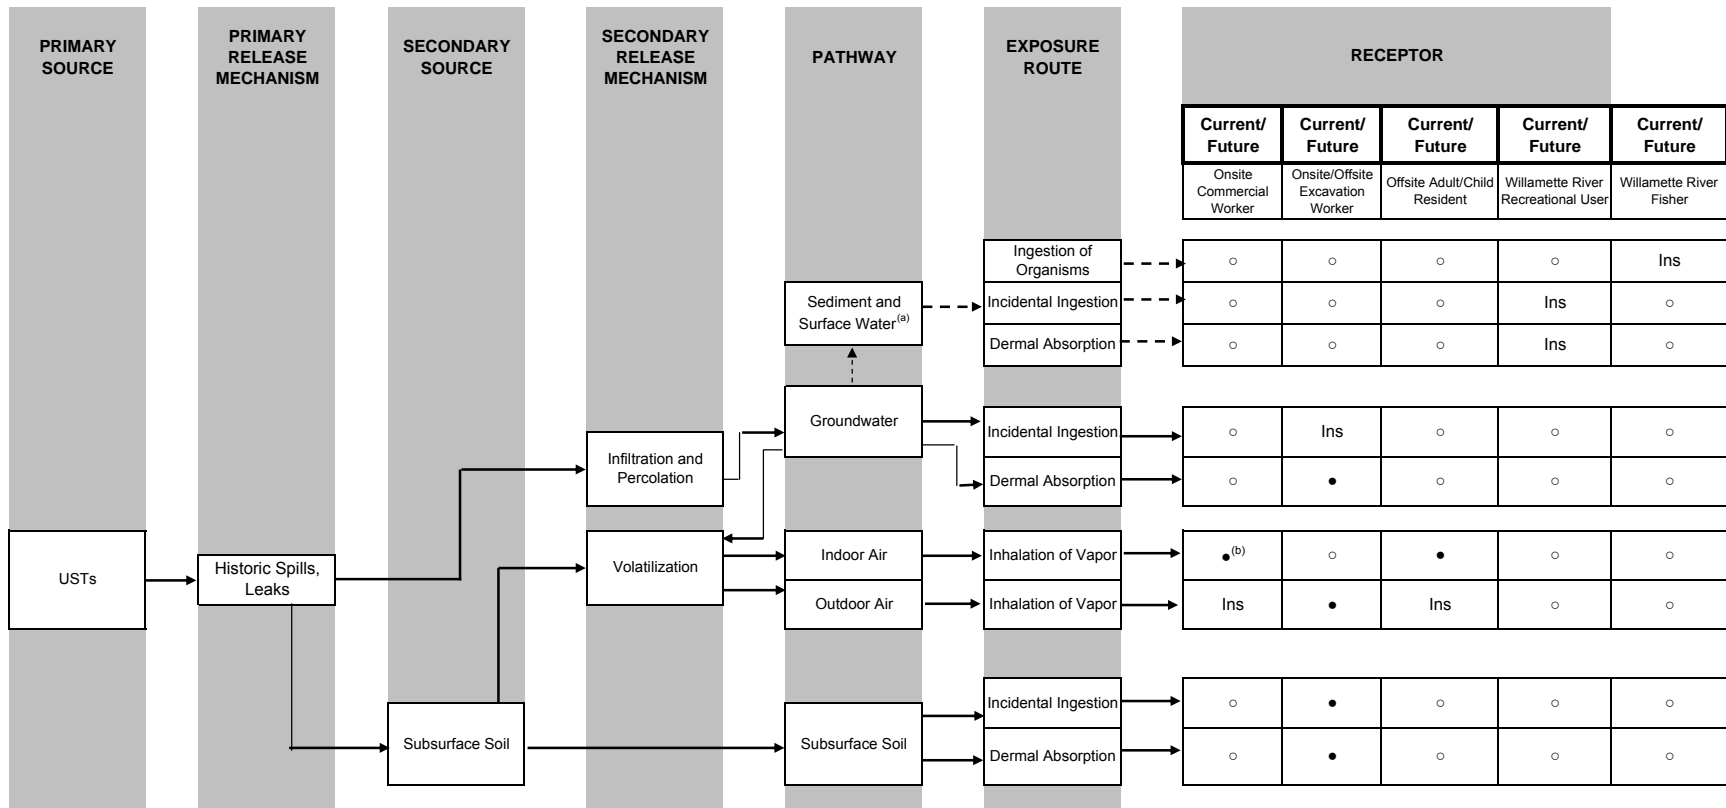 PRIMARY
SOURCE
PRIMARY
RELEASE
MECHANISM
SECONDARY
SOURCE
SECONDARY
RELEASE
MECHANISM
PATHWAY
EXPOSURE
ROUTE
RECEPTOR
Current/
Future
Current/
Future
Current/
Future
Current/
Future
Current/
Future
Onsite
Commercial
Worker
Onsite/Offsite
Excavation
Worker
Offsite Adult/Child
Resident
Willamette River
Recreational User
Willamette River
Fisher
Ingestion of
Organisms
○ ○ ○ ○ Ins
Sediment and
Surface Water(a)
Incidental Ingestion
○ ○ ○ Ins ○
Dermal Absorption
○ ○ ○ Ins ○
Groundwater
Incidental Ingestion
○ Ins ○ ○ ○
Infiltration and
Percolation
Dermal Absorption
○ ● ○ ○ ○
USTs
Historic Spills,
Leaks
Volatilization
Indoor Air
Inhalation of Vapor
●(b) ○ ● ○ ○
Outdoor Air
Inhalation of Vapor
Ins ● Ins ○ ○
Subsurface Soil
Subsurface Soil
Incidental Ingestion
○ ● ○ ○ ○
Dermal Absorption
○ ● ○ ○ ○